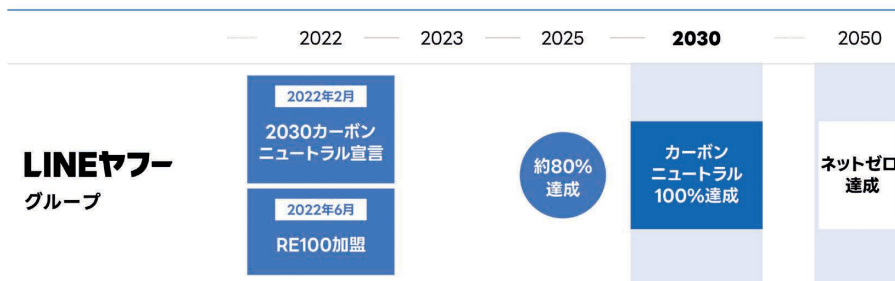 2022 2023 2025 2030 2050
2022年2月
2030カーボン
ニュートラル宣言
2022年6月
RE100加盟
LINEヤフー
グループ
約80%
達成
カーボン
ニュートラル
100%達成
ネットゼロ
達成